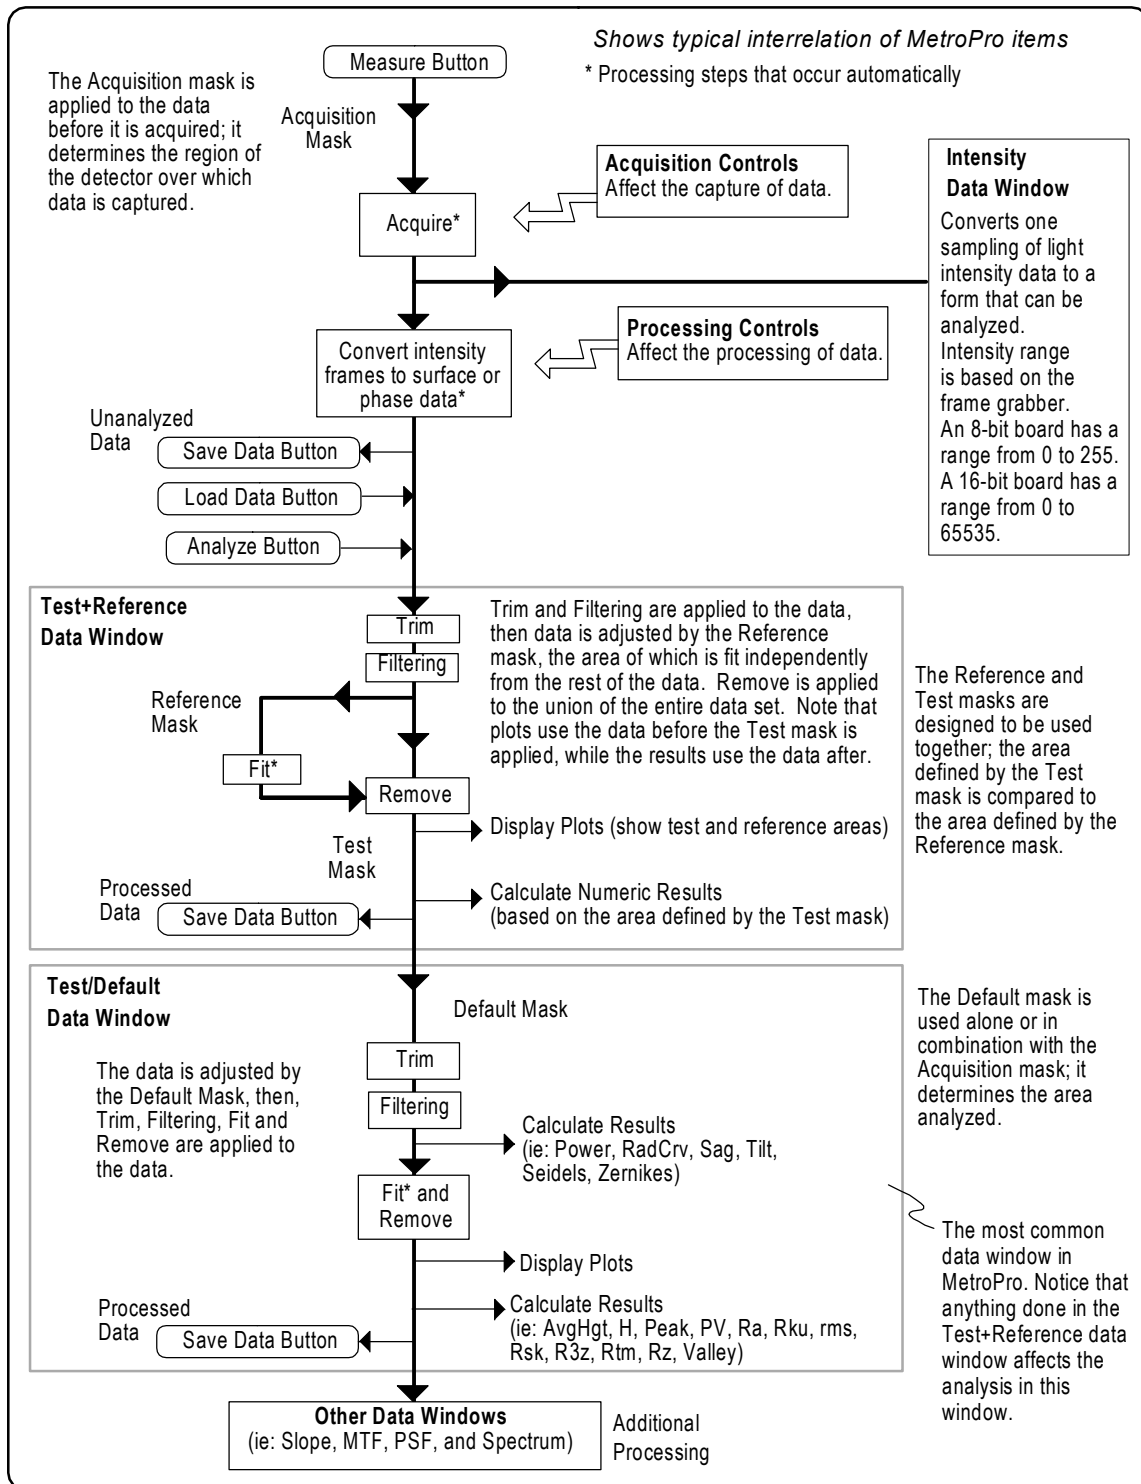 Shows typical interrelation of MetroPro items
* Processing steps that occur automatically
Measure Button
The Acquisition mask is
applied to the data
before it is acquired; it
determines the region of
the detector over which
data is captured.
Acquisition
Mask
Acquisition Controls
Affect the capture of data.
Acquire*
Intensity
Data Window
Converts one
sampling of light
intensity data to a
form that can be
analyzed.
Intensity range
is based on the
frame grabber.
An 8-bit board has a
range from 0 to 255.
A 16-bit board has a
range from 0 to
65535.
Processing Controls
Affect the processing of data.
Convert intensity
frames to surface or
phase data*
Unanalyzed
Data
Save Data Button
Load Data Button
Analyze Button
Test+Reference
Data Window
Trim
Filtering
Trim and Filtering are applied to the data,
then data is adjusted by the Reference
mask, the area of which is fit independently
from the rest of the data. Remove is applied
to the union of the entire data set. Note that
plots use the data before the Test mask is
applied, while the results use the data after.
Reference
Mask
Fit*
Remove
The Reference and
Test masks are
designed to be used
together; the area
defined by the Test
mask is compared to
the area defined by the
Reference mask.
Display Plots (show test and reference areas)
Test
Mask
Processed
Data
Save Data Button
Calculate Numeric Results
(based on the area defined by the Test mask)
Test/Default
Data Window
Default Mask
The Default mask is
used alone or in
combination with the
Acquisition mask; it
determines the area
analyzed.
Trim
Filtering
The data is adjusted by
the Default Mask, then,
Trim, Filtering, Fit and
Remove are applied to
the data.
Calculate Results
(ie: Power, RadCrv, Sag, Tilt,
Seidels, Zernikes)
Fit* and
Remove
Display Plots
The most common
data window in
MetroPro. Notice that
anything done in the
Test+Reference data
window affects the
analysis in this
window.
Processed
Data
Save Data Button
Calculate Results
(ie: AvgHgt, H, Peak, PV, Ra, Rku, rms,
Rsk, R3z, Rtm, Rz, Valley)
Other Data Windows
(ie: Slope, MTF, PSF, and Spectrum)
Additional
Processing